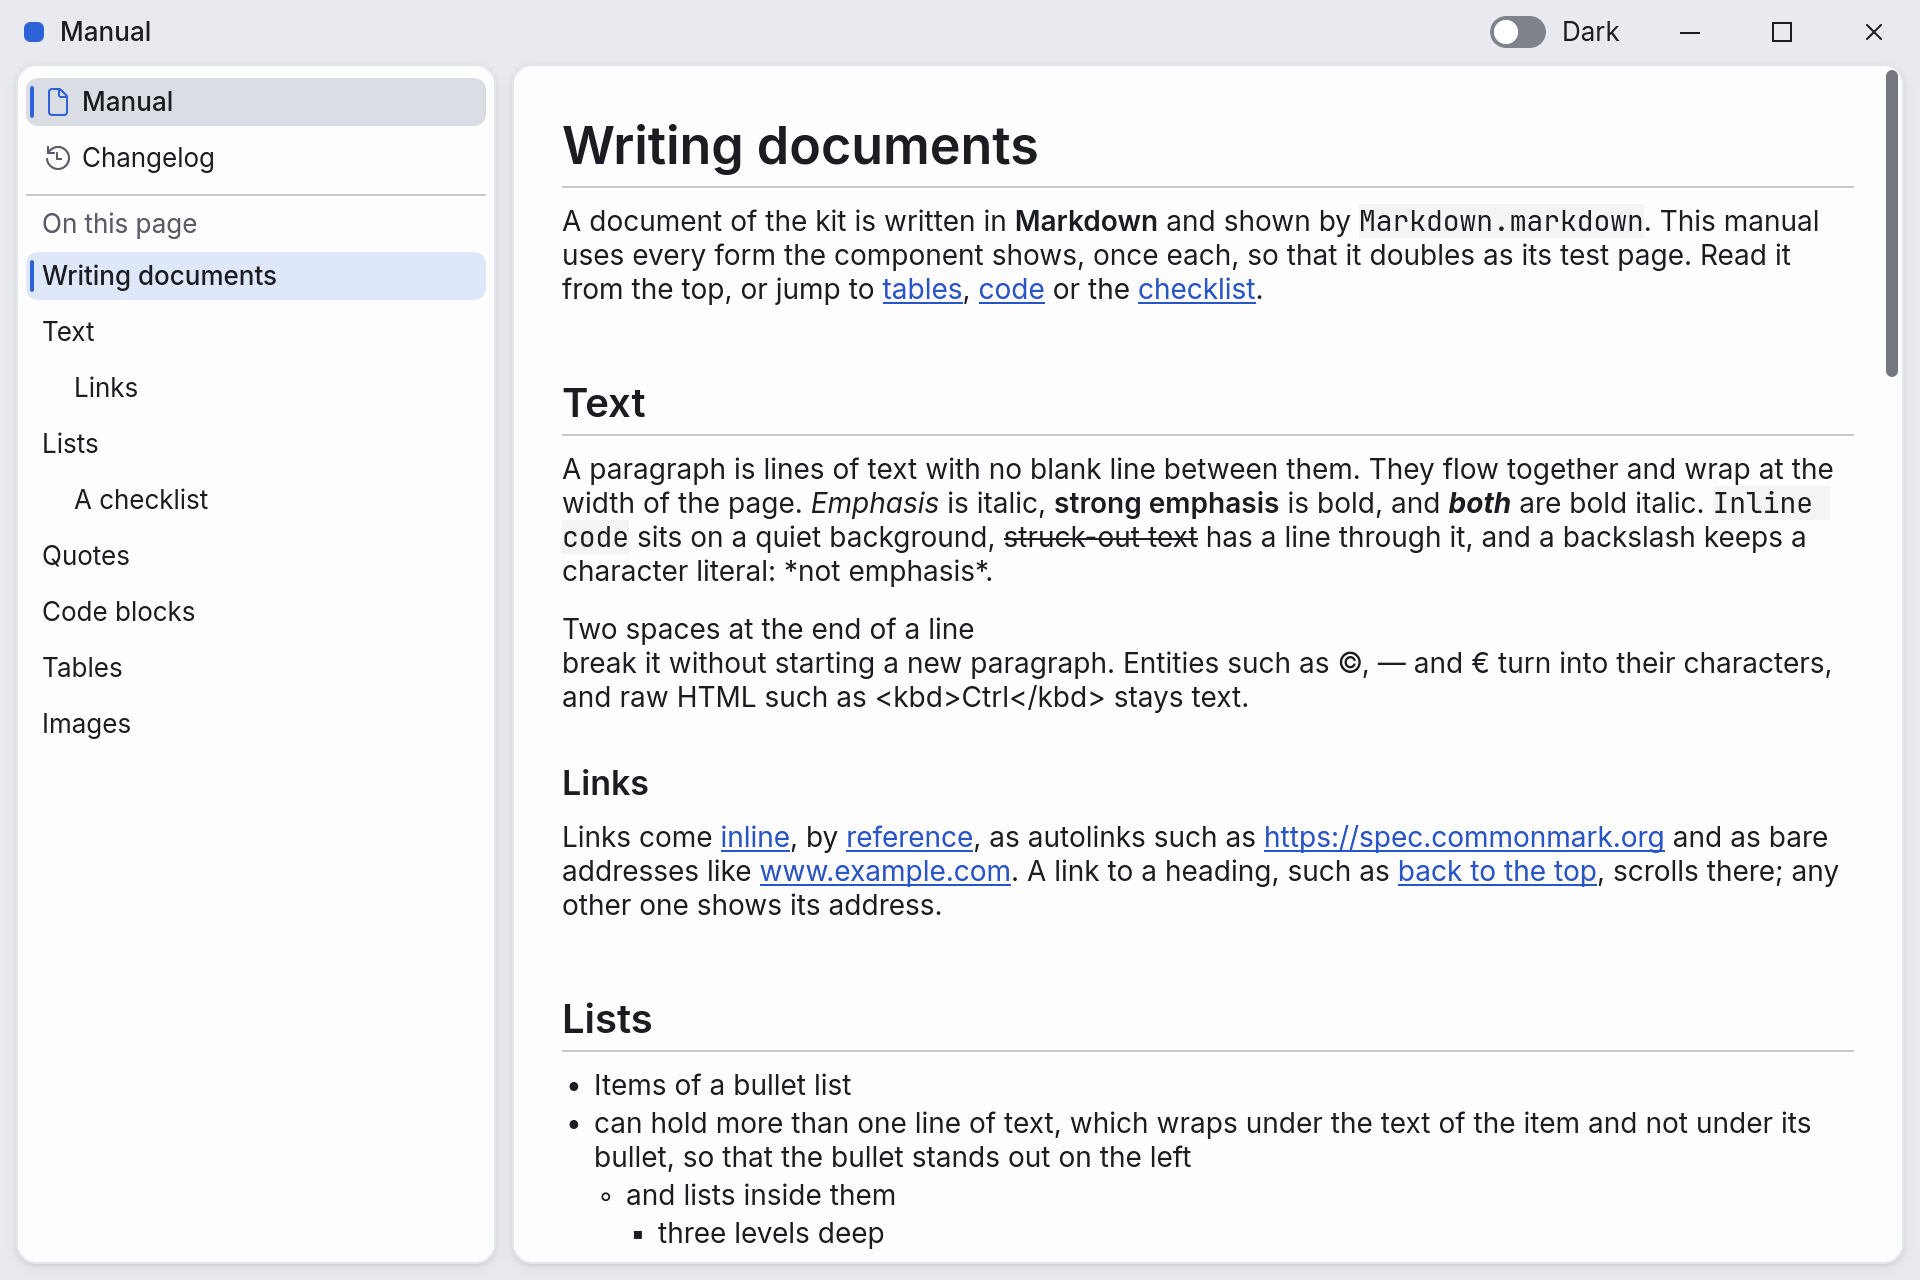 Manual
Dark
Manual
Changelog
On this page
Writing documents
Text
Links
Lists
A checklist
Quotes
Code blocks
Tables
Images
Writing documents
A document of the kit is written in Markdown and shown by Markdown.markdown. This manual
uses every form the component shows, once each, so that it doubles as its test page. Read it
from the top, or jump to tables, code or the checklist.
Text
A paragraph is lines of text with no blank line between them. They flow together and wrap at the
width of the page. Emphasis is italic, strong emphasis is bold, and both are bold italic. Inline
code sits on a quiet background, struck-out text has a line through it, and a backslash keeps a
character literal: *not emphasis*.
Two spaces at the end of a line
break it without starting a new paragraph. Entities such as ©, — and € turn into their characters,
and raw HTML such as <kbd>Ctrl</kbd> stays text.
Links
Links come inline, by reference, as autolinks such as https://spec.commonmark.org and as bare
addresses like www.example.com. A link to a heading, such as back to the top, scrolls there; any
other one shows its address.
Lists
• Items of a bullet list
• can hold more than one line of text, which wraps under the text of the item and not under its
bullet, so that the bullet stands out on the left
◦ and lists inside them
▪ three levels deep